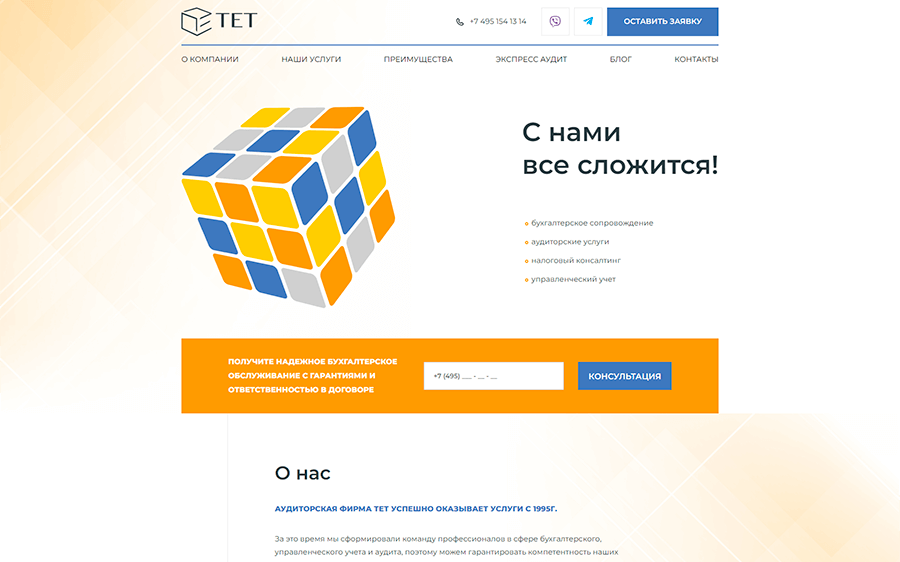 ТЕТ
+7 495 154 13 14
ОСТАВИТЬ ЗАЯВКУ
О КОМПАНИИ НАШИ УСЛУГИ ПРЕИМУЩЕСТВА ЭКСПРЕСС АУДИТ БЛОГ КОНТАКТЫ
С нами
все сложится!
бухгалтерское сопровождение
аудиторские услуги
налоговый консалтинг
управленческий учет
ПОЛУЧИТЕ НАДЕЖНОЕ БУХГАЛТЕРСКОЕ
ОБСЛУЖИВАНИЕ С ГАРАНТИЯМИ И
ОТВЕТСТВЕННОСТЬЮ В ДОГОВОРЕ
+7 (495) ___ - __ - __
КОНСУЛЬТАЦИЯ
О нас
АУДИТОРСКАЯ ФИРМА ТЕТ УСПЕШНО ОКАЗЫВАЕТ УСЛУГИ С 1995Г.
За это время мы сформировали команду профессионалов в сфере бухгалтерского,
управленческого учета и аудита, поэтому можем гарантировать компетентность наших